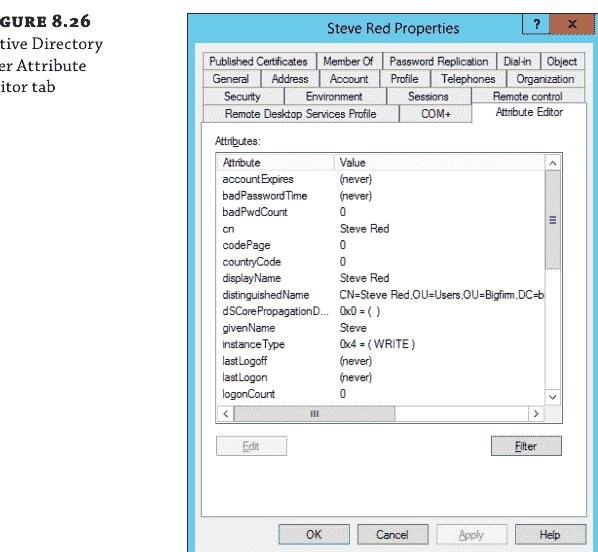 GURE 8.26
tive Directory
er Attribute
itor tab
Steve Red Properties
? x
Published Certificates Member Of Password Replication Dial-in Object
General Address Account Profile Telephones Organization
Security Environment Sessions Remote control
Remote Desktop Services Profile COM+ Attribute Editor
Attributes:
Attribute Value
accountExpires (never)
badPasswordTime (never)
badPwdCount 0
cn Steve Red
codePage 0
countryCode 0
displayName Steve Red
distinguishedName CN=Steve Red,OU=Users,OU=Bigfirm,DC=b
dSCorePropagationD... 0x0 = ( )
givenName Steve
instanceType 0x4 = ( WRITE )
lastLogoff (never)
lastLogon (never)
logonCount 0
Edit Filter
OK Cancel Apply Help